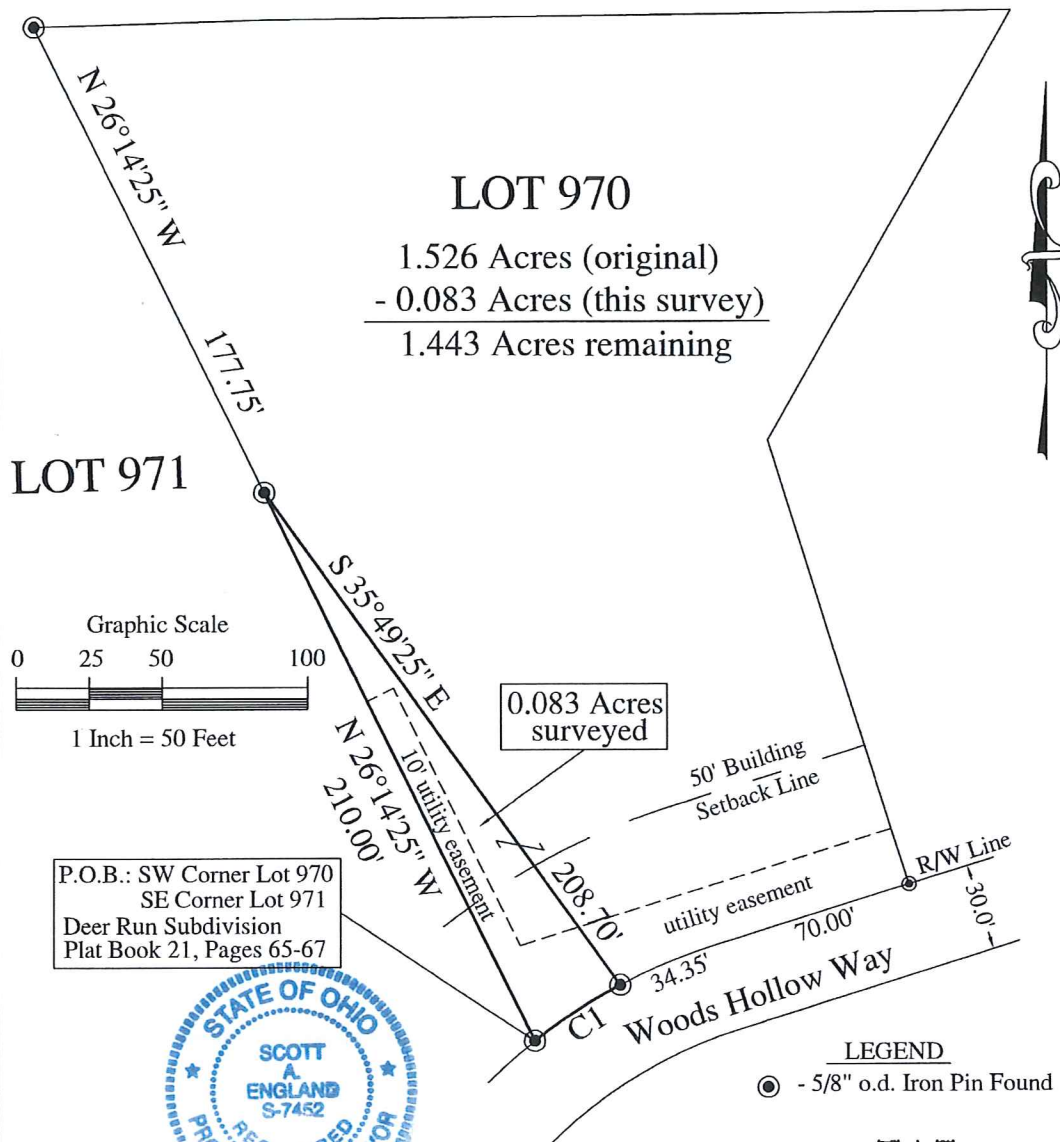 N 26°14'25" W
177.75'
LOT 970
1.526 Acres (original)
- 0.083 Acres (this survey)
1.443 Acres remaining
LOT 971
Graphic Scale
0 25 50 100
1 Inch = 50 Feet
S 35°49'25" E
208.70'
0.083 Acres
surveyed
N 26°14'25" W
210.00'
10' utility easement
50' Building
Setback Line
R/W Line
30.0'
utility easement
70.00'
34.35'
C1
Woods Hollow Way
P.O.B.: SW Corner Lot 970
SE Corner Lot 971
Deer Run Subdivision
Plat Book 21, Pages 65-67
STATE OF OHIO
SCOTT
A.
ENGLAND
S-7452
LEGEND
- 5/8" o.d. Iron Pin Found